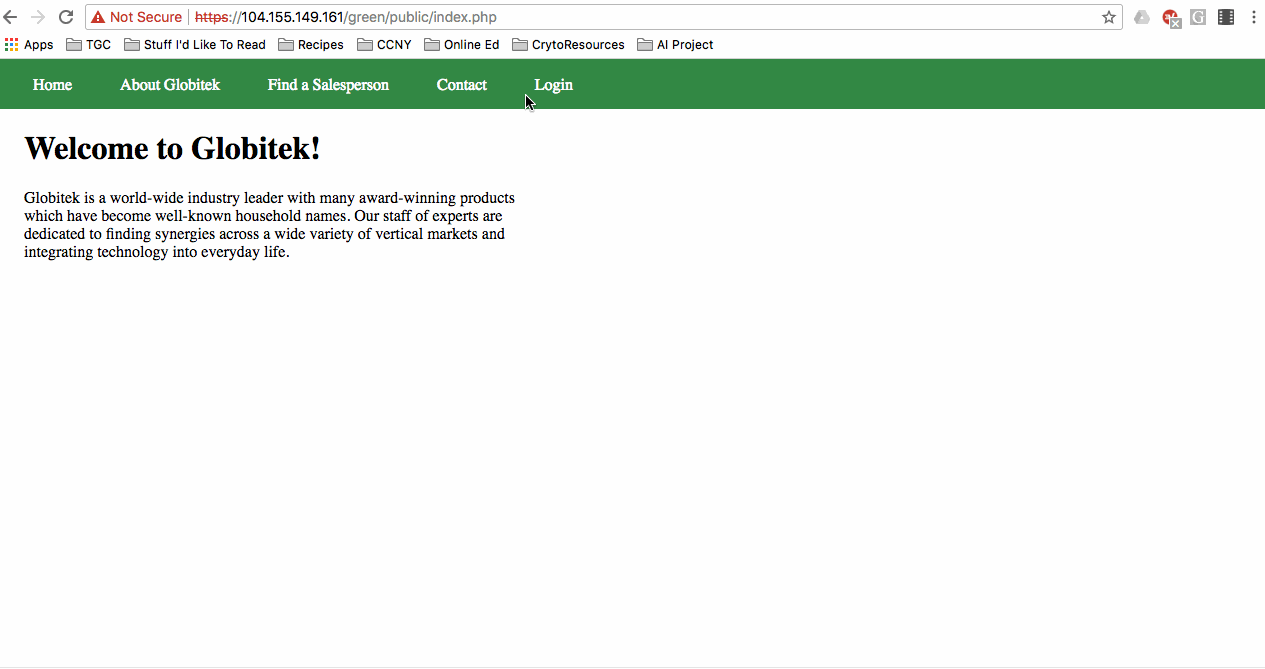 Not Secure https://104.155.149.161/green/public/index.php
Apps TGC Stuff I'd Like To Read Recipes CCNY Online Ed CrytoResources AI Project
Home About Globitek Find a Salesperson Contact Login
Welcome to Globitek!
Globitek is a world-wide industry leader with many award-winning products
which have become well-known household names. Our staff of experts are
dedicated to finding synergies across a wide variety of vertical markets and
integrating technology into everyday life.